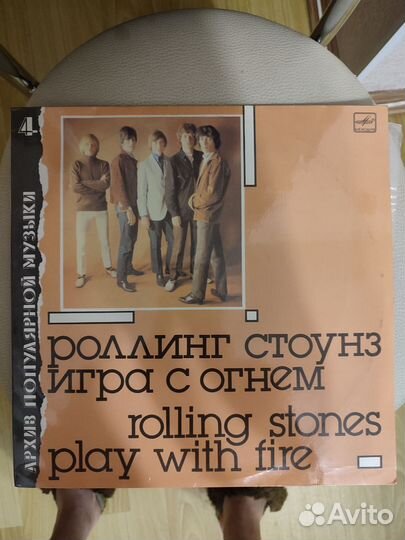 4
АРХИВ ПОПУЛЯРНОЙ МУЗЫКИ
роллинг стоунз
игра с огнем
rolling stones
play with fire
Avito